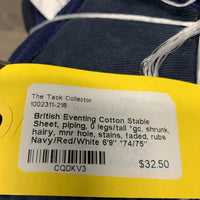 The Tack Collector
1002311-218
British Eventing Cotton Stable
Sheet, piping, 0 legs/tail *gc, shrunk,
hairy, mnr hole, stains, faded, rubs
Navy/Red/White 6'9" *74/75"
$32.50
CQDKV3